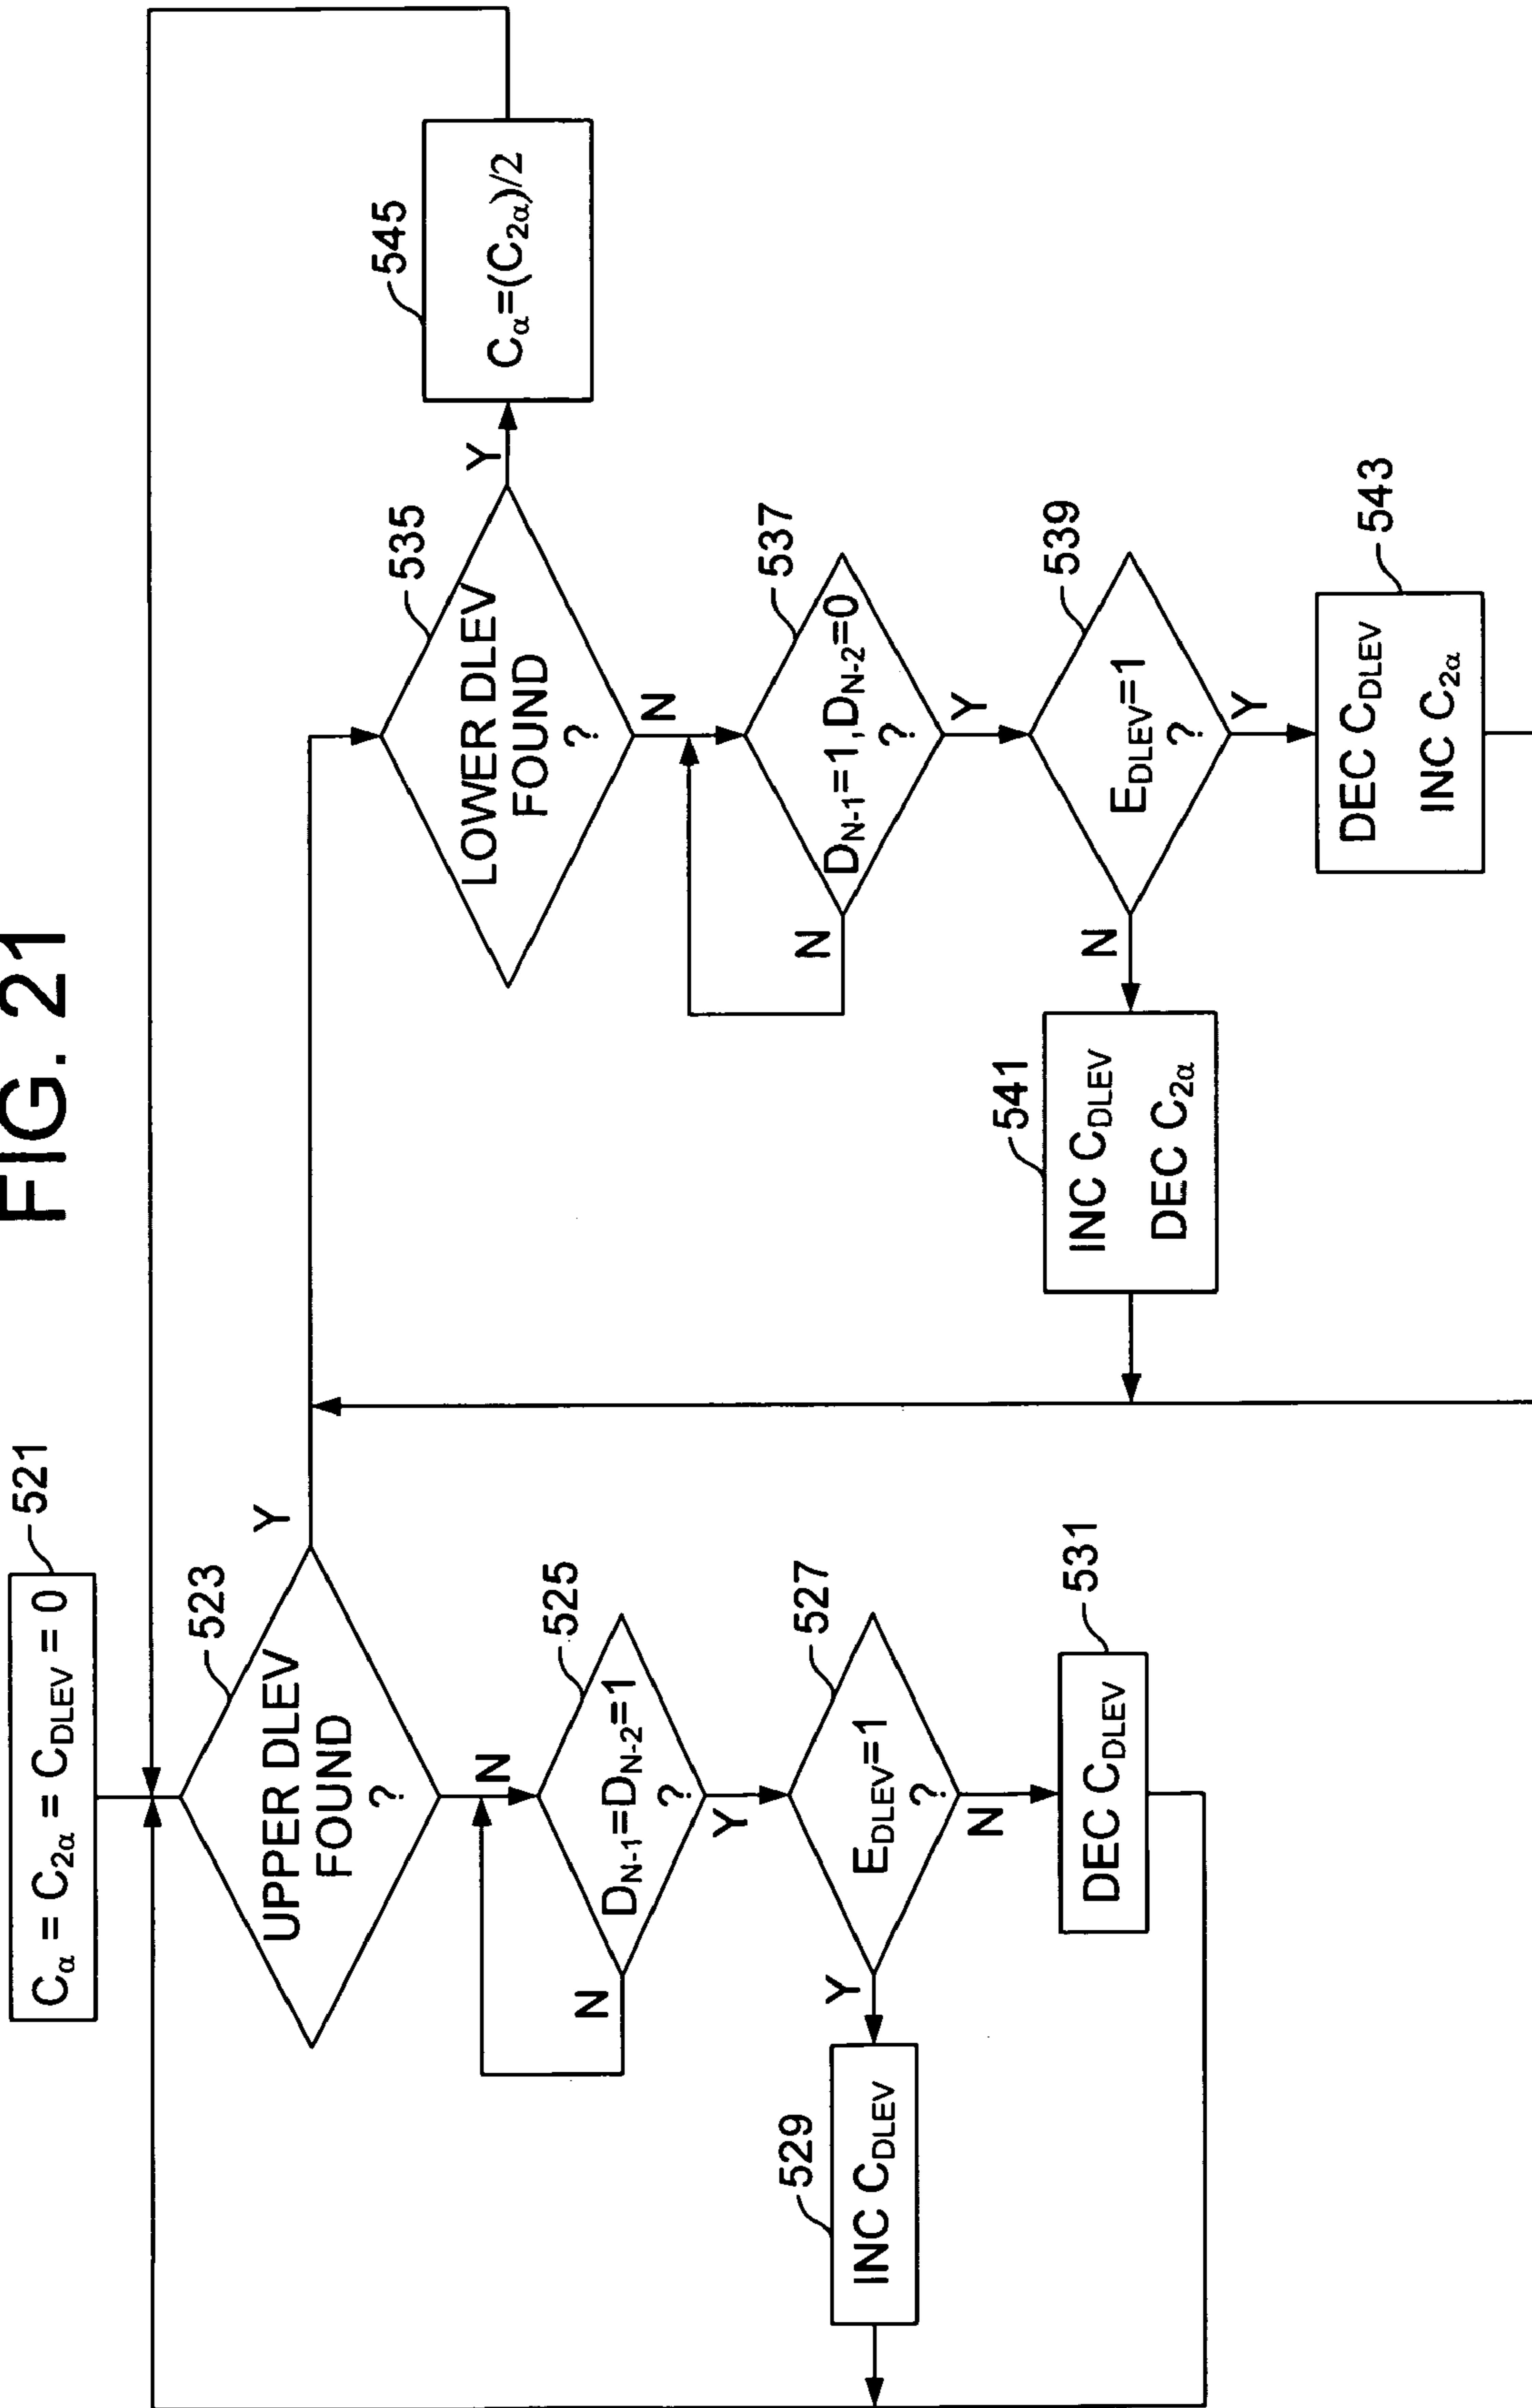 FIG. 21
521
Cα = C2α = CDLEV = 0
523
UPPER DLEV
FOUND
?
Y
N
525
DN-1=DN-2=1
?
N
Y
527
EDLEV=1
?
Y
N
529
INC CDLEV
531
DEC CDLEV
535
LOWER DLEV
FOUND
?
Y
N
545
Cα=(C2α)/2
537
DN-1=1,DN-2=0
?
N
Y
539
EDLEV=1
?
N
Y
541
INC CDLEV
DEC C2α
543
DEC CDLEV
INC C2α